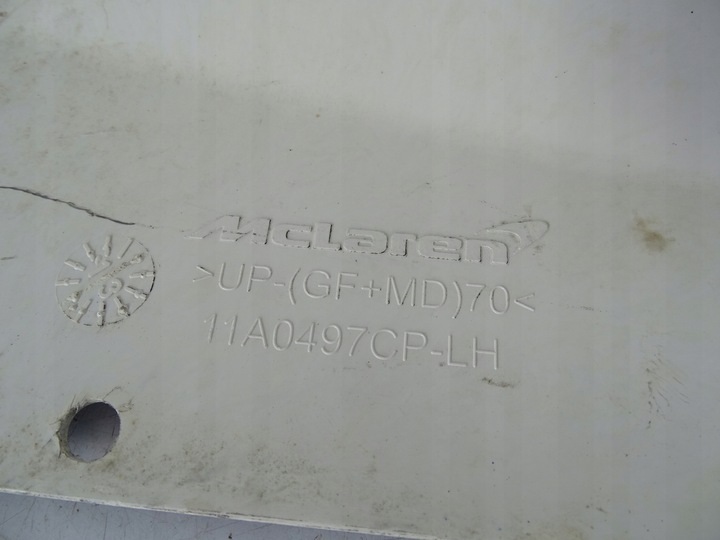 McLaren
>UP-(GF+MD)70<
11A0497CP-LH